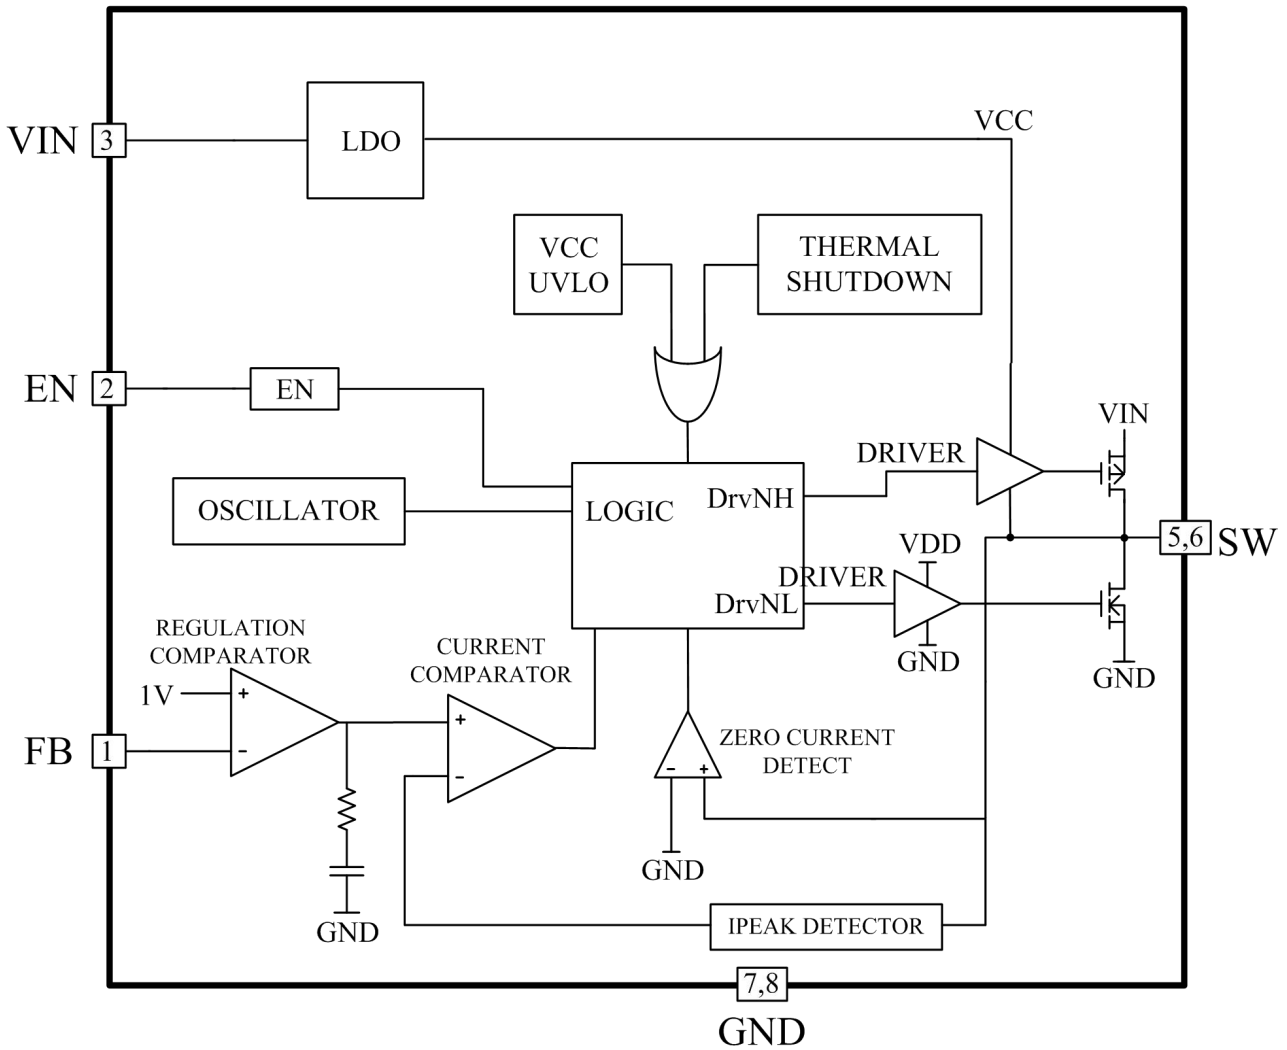 VIN
3
LDO
VCC
VCC
UVLO
THERMAL
SHUTDOWN
EN
2
EN
VIN
DRIVER
OSCILLATOR
LOGIC
DrvNH
5,6
SW
VDD
DRIVER
DrvNL
GND
GND
REGULATION
COMPARATOR
1V
+
-
CURRENT
COMPARATOR
+
-
FB
1
ZERO CURRENT
DETECT
- +
GND
GND
IPEAK DETECTOR
7,8
GND